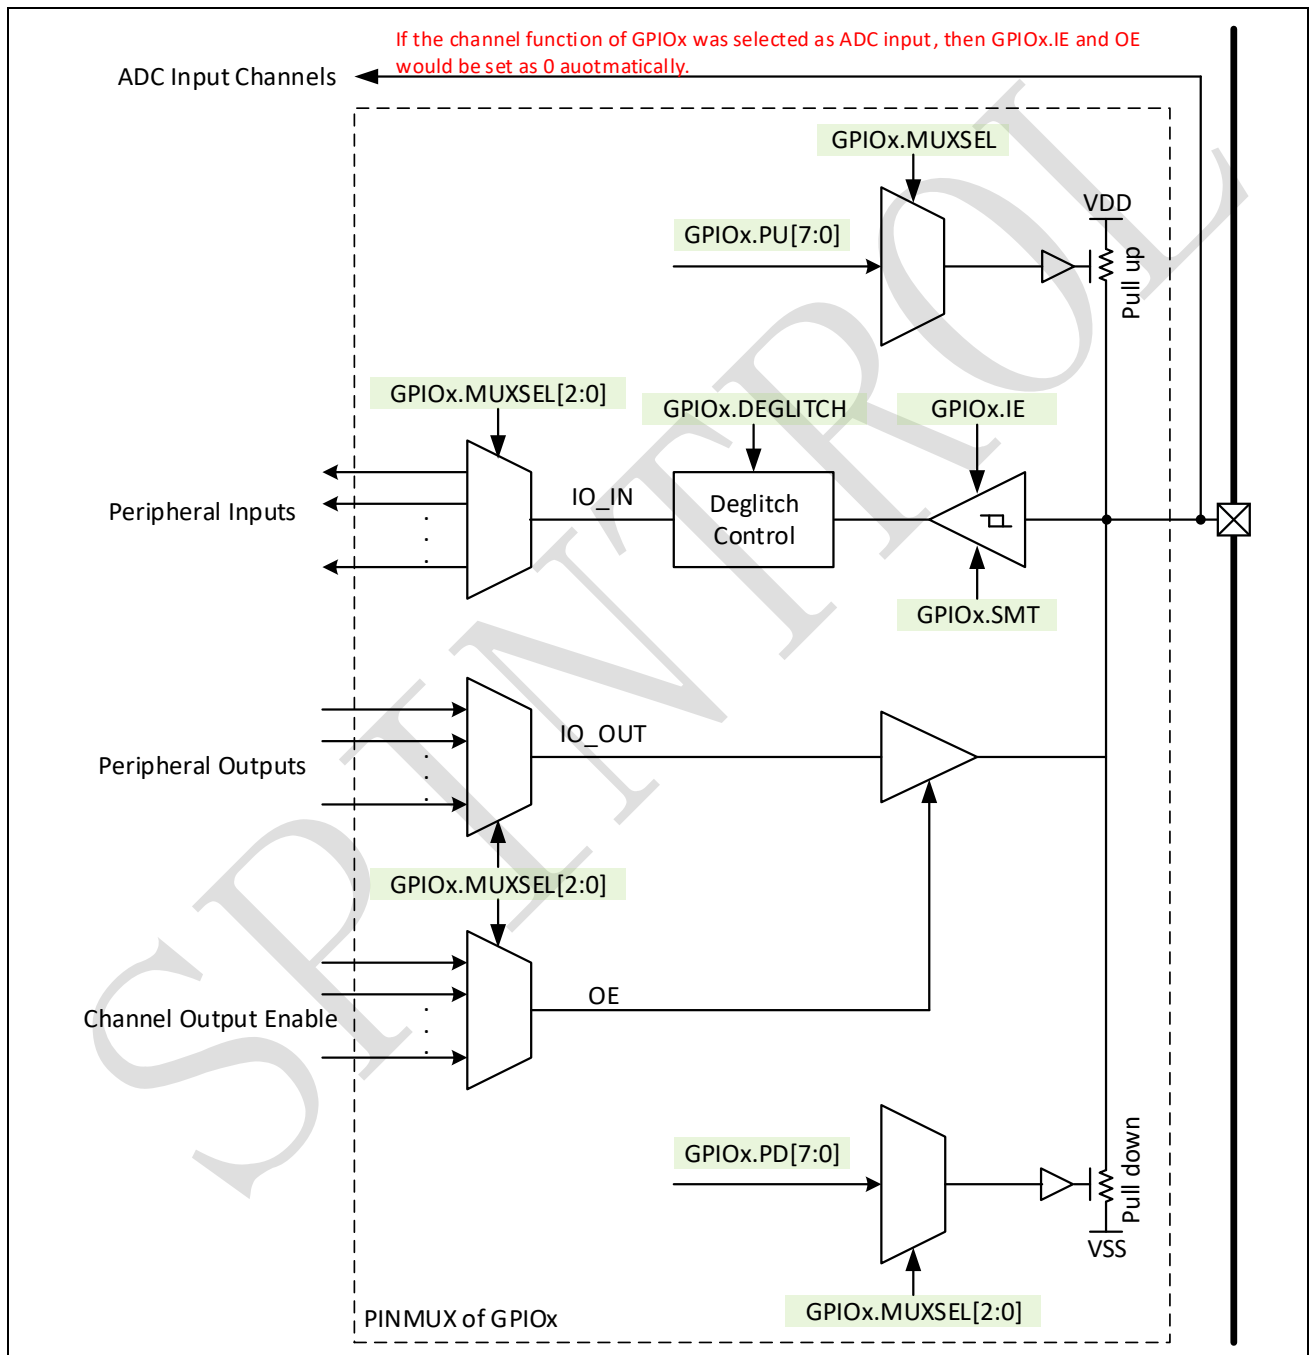 If the channel function of GPIOx was selected as ADC input, then GPIOx.IE and OE
would be set as 0 auotmatically.
ADC Input Channels
GPIOx.MUXSEL
VDD
GPIOx.PU[7:0]
Pull up
GPIOx.MUXSEL[2:0]
GPIOx.DEGLITCH
GPIOx.IE
IO_IN
Deglitch
Control
Peripheral Inputs
GPIOx.SMT
IO_OUT
Peripheral Outputs
GPIOx.MUXSEL[2:0]
OE
Channel Output Enable
GPIOx.PD[7:0]
Pull down
VSS
GPIOx.MUXSEL[2:0]
PINMUX of GPIOx
SPINTROL